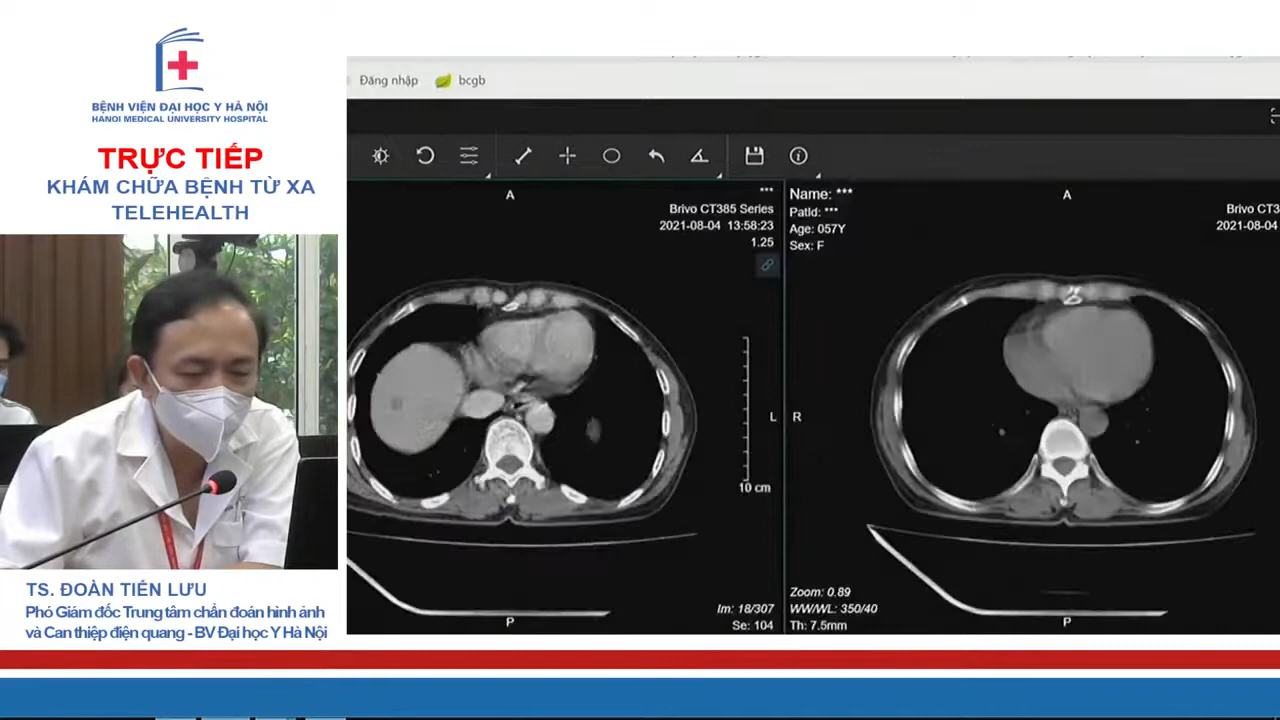 BỆNH VIỆN ĐẠI HỌC Y HÀ NỘI
HANOI MEDICAL UNIVERSITY HOSPITAL
TRỰC TIẾP
KHÁM CHỮA BỆNH TỪ XA
TELEHEALTH
TS. ĐOÀN TIẾN LƯU
Phó Giám đốc Trung tâm chẩn đoán hình ảnh
và Can thiệp điện quang - BV Đại học Y Hà Nội
Đăng nhập
bcgb
A
***
Brivo CT385 Series
2021-08-04 13:58:23
1.25
L
10 cm
Im: 18/307
Se: 104
P
Name: ***
PatId: ***
Age: 057Y
Sex: F
A
Brivo CT3
2021-08-04
R
Zoom: 0.89
WW/WL: 350/40
Th: 7.5mm
P